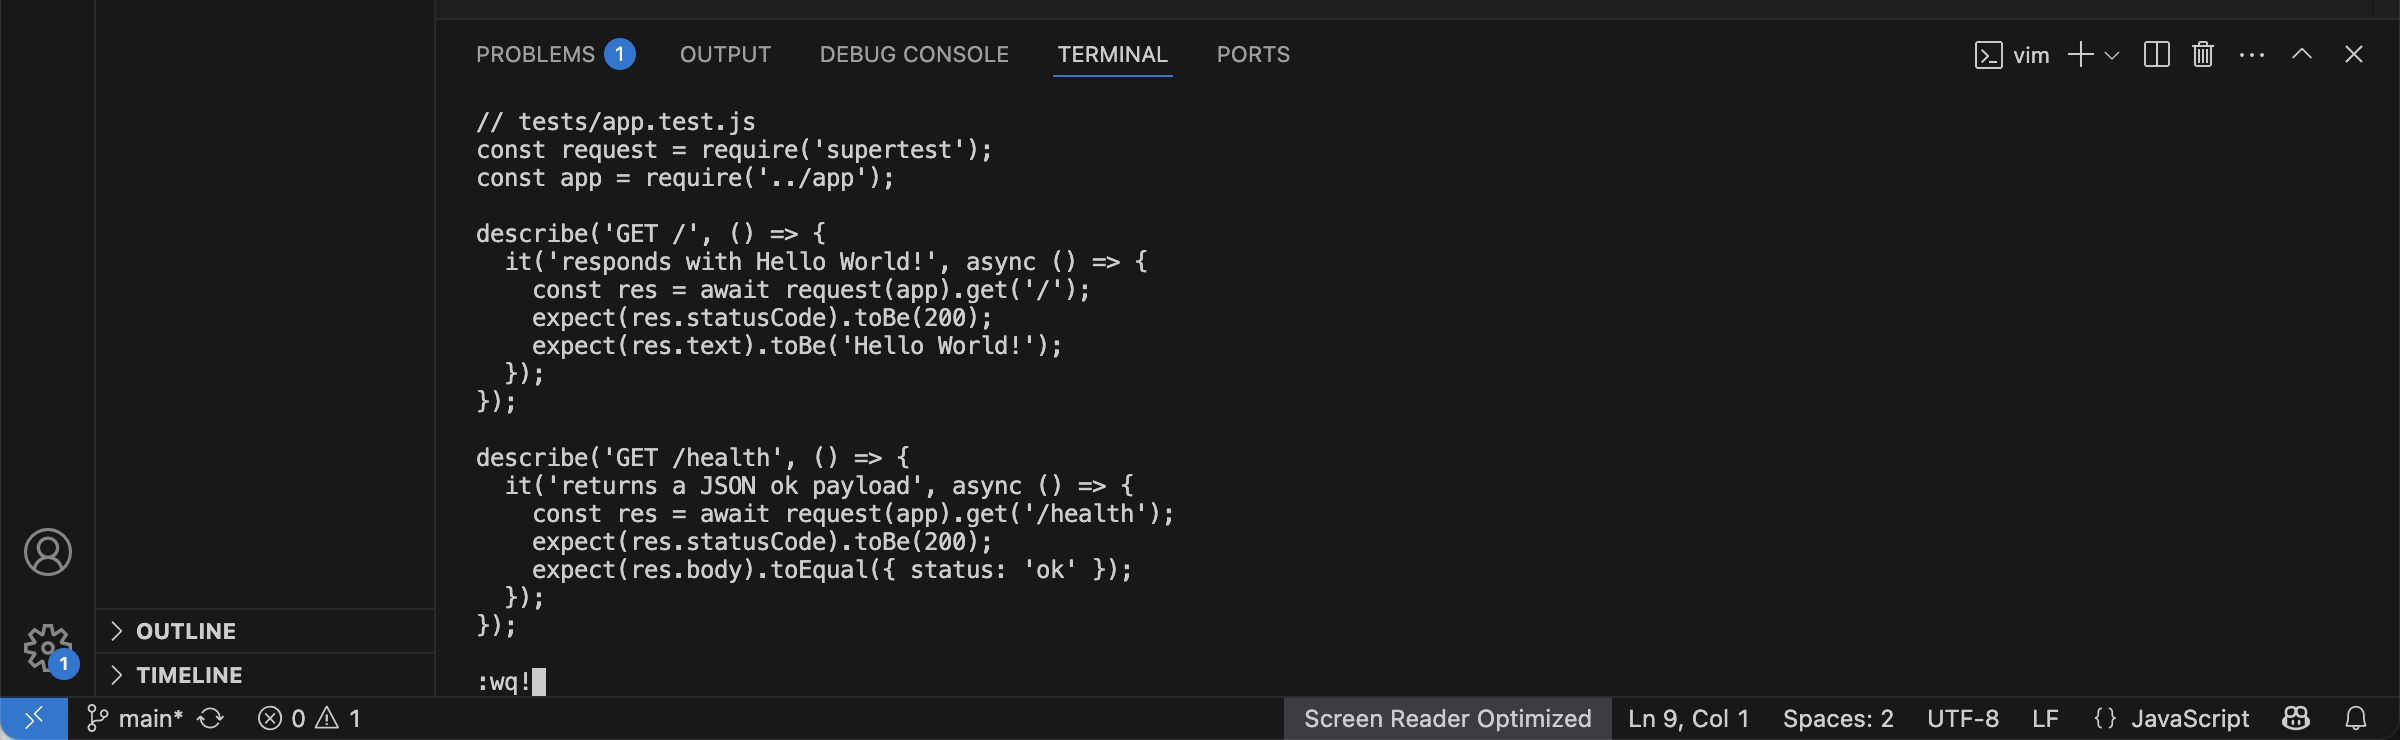 PROBLEMS 1 OUTPUT DEBUG CONSOLE TERMINAL PORTS vim
// tests/app.test.js
const request = require('supertest');
const app = require('../app');
describe('GET /', () => {
  it('responds with Hello World!', async () => {
    const res = await request(app).get('/');
    expect(res.statusCode).toBe(200);
    expect(res.text).toBe('Hello World!');
  });
});
describe('GET /health', () => {
  it('returns a JSON ok payload', async () => {
    const res = await request(app).get('/health');
    expect(res.statusCode).toBe(200);
    expect(res.body).toEqual({ status: 'ok' });
  });
});
:wq!
1
OUTLINE
TIMELINE
main* 0 1 Screen Reader Optimized Ln 9, Col 1 Spaces: 2 UTF-8 LF {} JavaScript